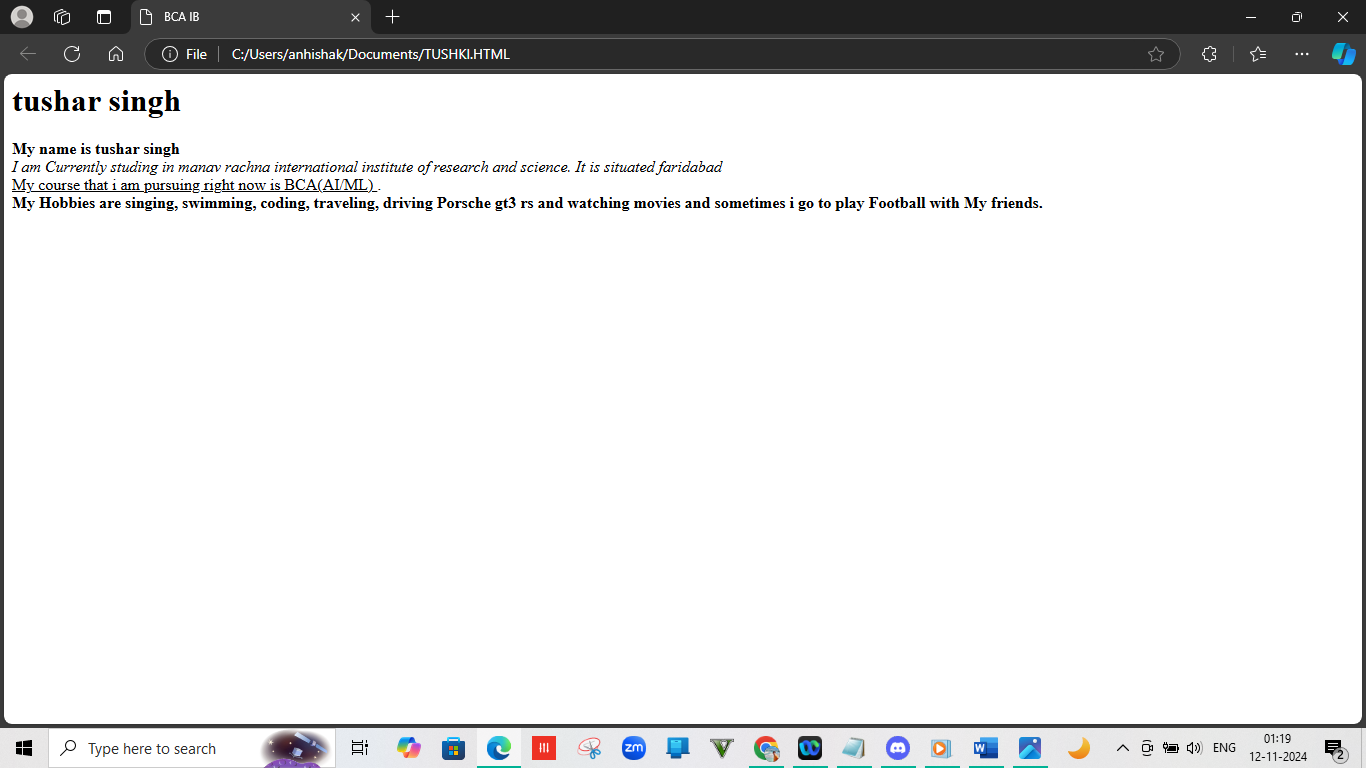 BCA IB
File
C:/Users/anhishak/Documents/TUSHKI.HTML
tushar singh
My name is tushar singh
I am Currently studing in manav rachna international institute of research and science. It is situated faridabad
My course that i am pursuing right now is BCA(AI/ML) .
My Hobbies are singing, swimming, coding, traveling, driving Porsche gt3 rs and watching movies and sometimes i go to play Football with My friends.
Type here to search
zm
W
ENG
01:19
12-11-2024
2